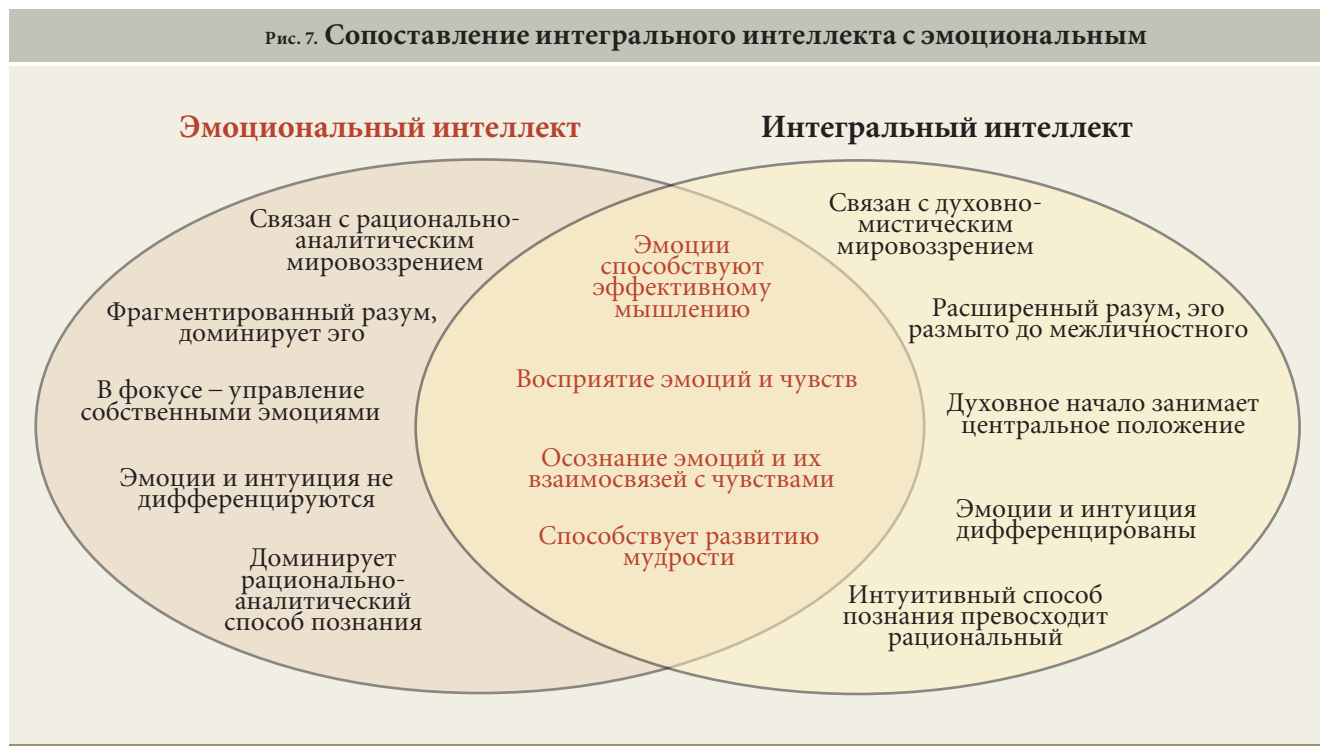 Рис. 7. Сопоставление интегрального интеллекта с эмоциональным
Эмоциональный интеллект
Связан с рационально-
аналитическим
мировоззрением
Фрагментированный разум,
доминирует эго
В фокусе – управление
собственными эмоциями
Эмоции и интуиция не
дифференцируются
Доминирует
рационально-
аналитический
способ познания
Эмоции
способствуют
эффективному
мышлению
Восприятие эмоций и чувств
Осознание эмоций и их
взаимосвязей с чувствами
Способствует развитию
мудрости
Интегральный интеллект
Связан с духовно-
мистическим
мировоззрением
Расширенный разум, эго
размыто до межличностного
Духовное начало занимает
центральное положение
Эмоции и интуиция
дифференцированы
Интуитивный способ
познания превосходит
рациональный